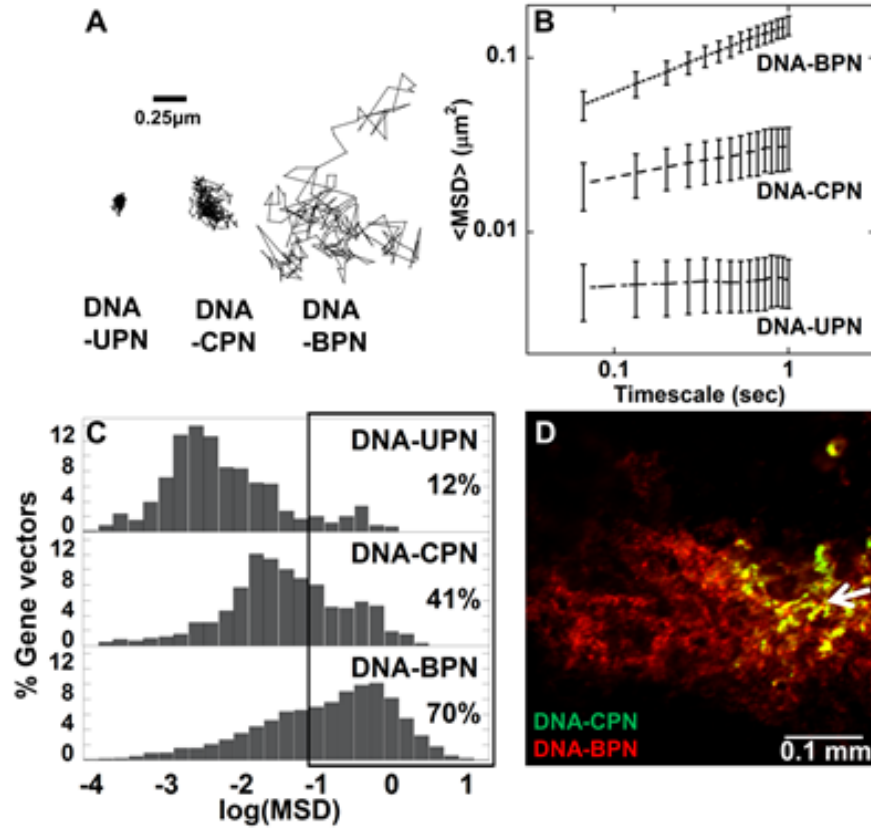 A
0.25μm
DNA
-UPN
DNA
-CPN
DNA
-BPN
B
<MSD> (μm²)
0.1
0.01
DNA-BPN
DNA-CPN
DNA-UPN
0.1
1
Timescale (sec)
C
% Gene vectors
12
8
4
0
DNA-UPN
12%
12
8
4
0
DNA-CPN
41%
12
8
4
0
DNA-BPN
70%
-4
-3
-2
-1
0
1
log(MSD)
D
DNA-CPN
DNA-BPN
0.1 mm